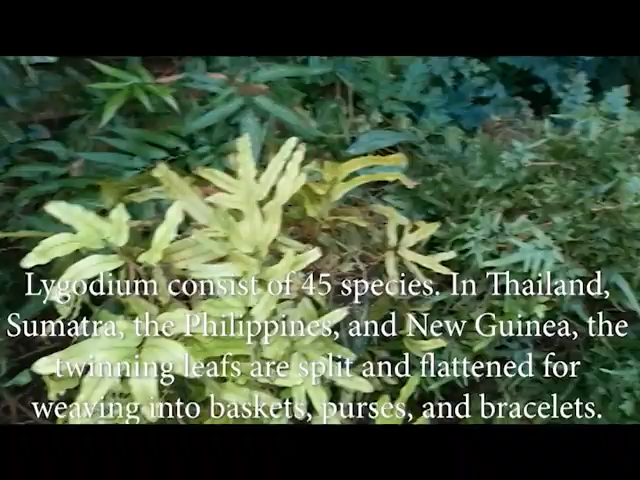 Lygodium consist of 45 species. In Thailand,
Sumatra, the Philippines, and New Guinea, the
twinning leafs are split and flattened for
weaving into baskets, purses, and bracelets.